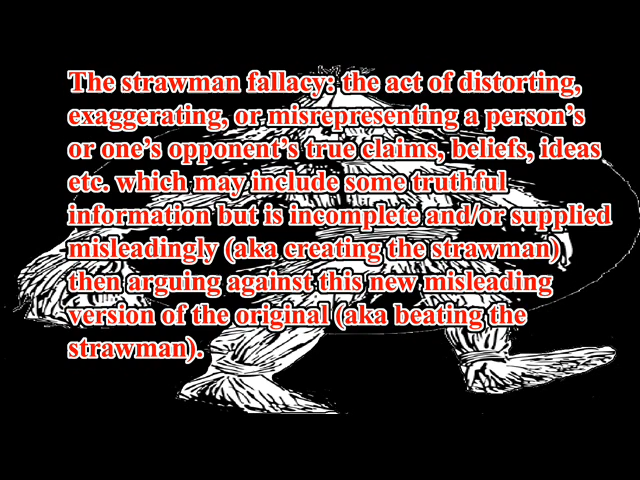 The strawman fallacy: the act of distorting,
exaggerating, or misrepresenting a person's
or one's opponent's true claims, beliefs, ideas
etc. which may include some truthful
information but is incomplete and/or supplied
misleadingly (aka creating the strawman)
then arguing against this new misleading
version of the original (aka beating the
strawman).